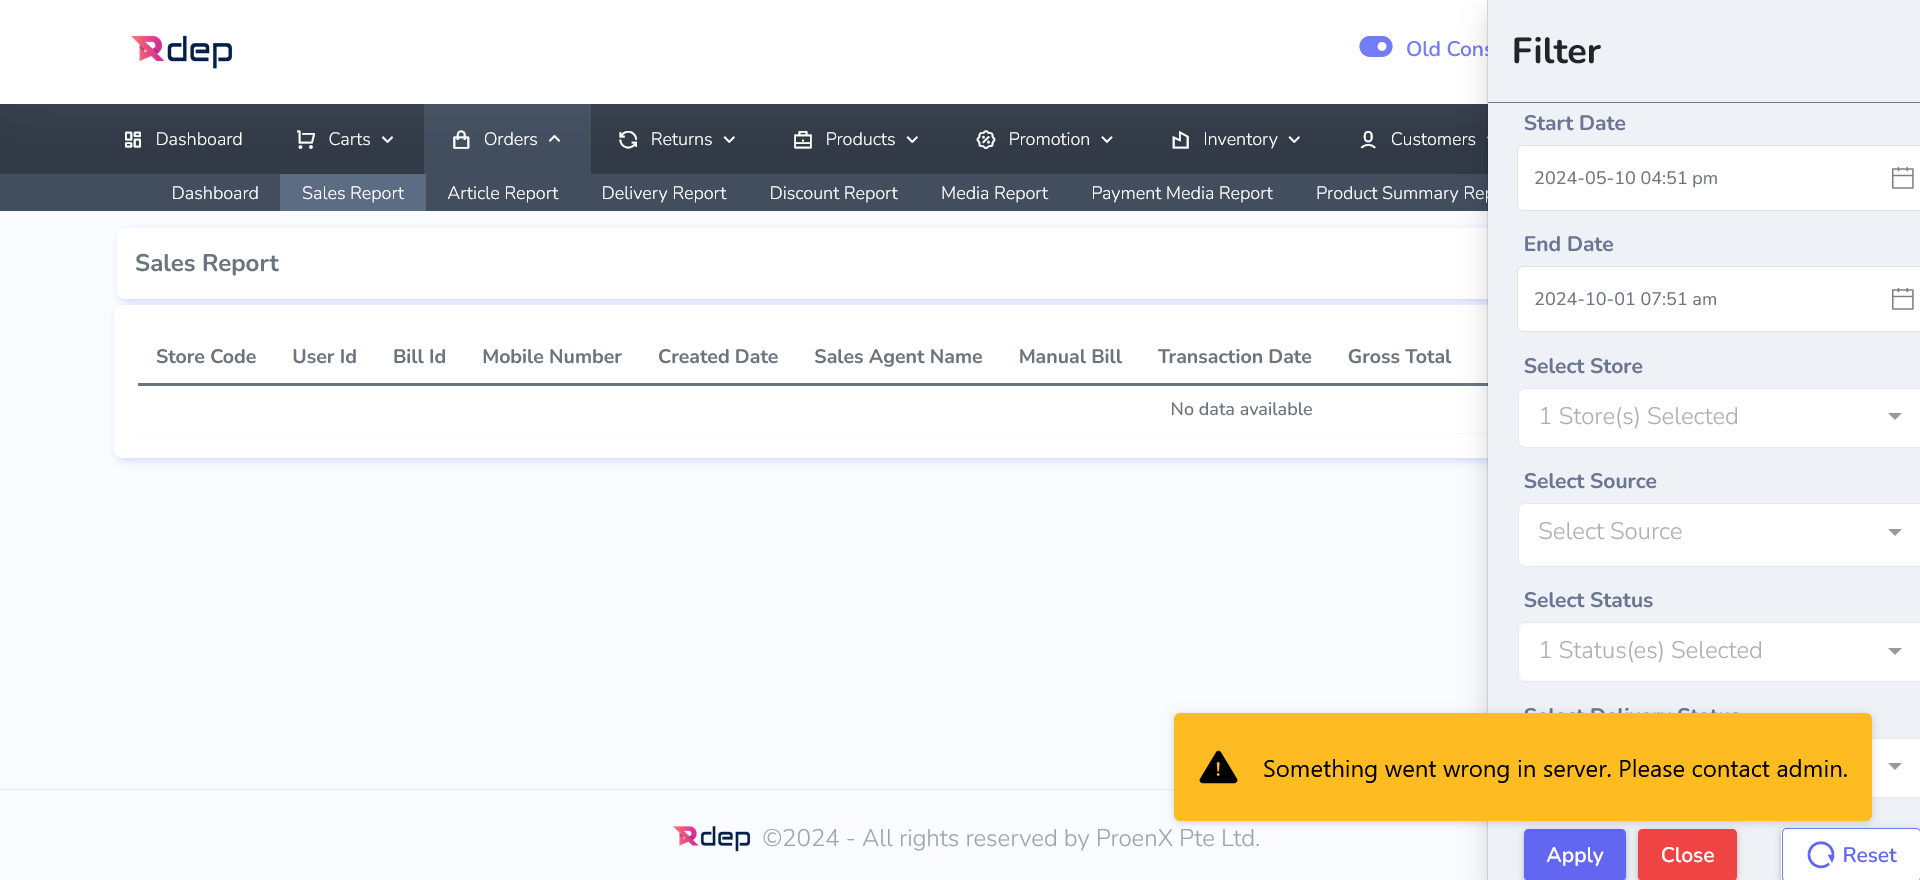 Rdep
Old Cons
Filter
Dashboard
Carts
Orders
Returns
Products
Promotion
Inventory
Customers
Dashboard
Sales Report
Article Report
Delivery Report
Discount Report
Media Report
Payment Media Report
Product Summary Rep
Sales Report
Store Code
User Id
Bill Id
Mobile Number
Created Date
Sales Agent Name
Manual Bill
Transaction Date
Gross Total
No data available
Start Date
2024-05-10 04:51 pm
End Date
2024-10-01 07:51 am
Select Store
1 Store(s) Selected
Select Source
Select Source
Select Status
1 Status(es) Selected
Select Delivery Status
Something went wrong in server. Please contact admin.
Apply
Close
Reset
Rdep ©2024 - All rights reserved by ProenX Pte Ltd.